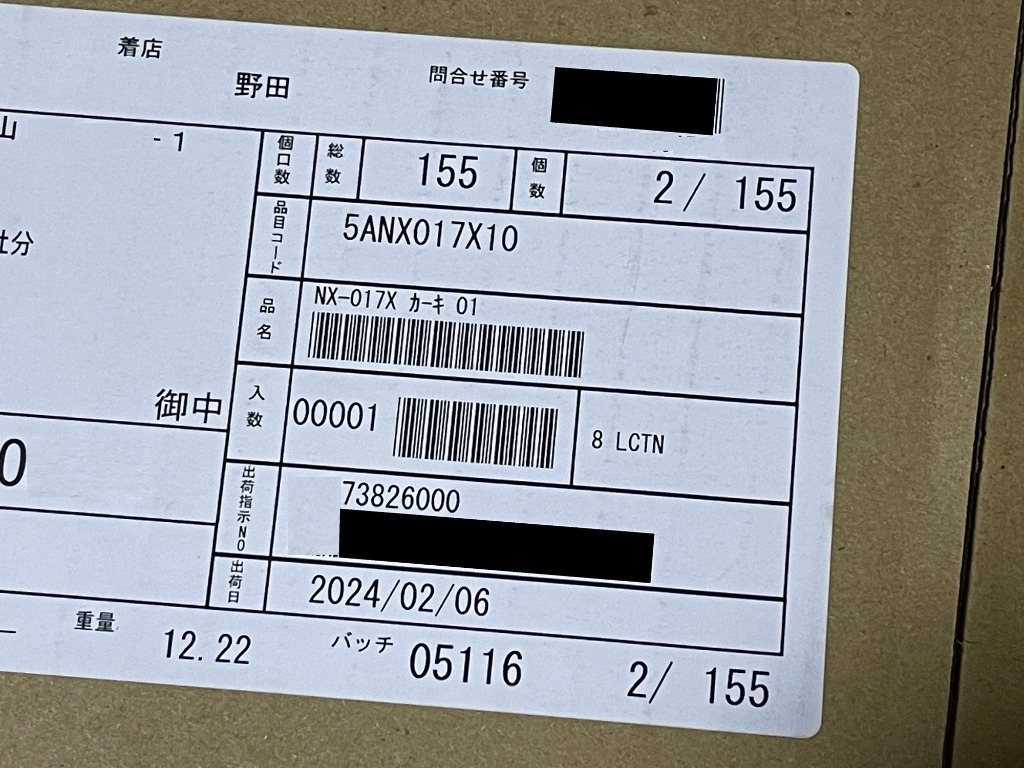 着店
野田
問合せ番号
山 -1
個口数 総数 155 個数 2/ 155
品目コード 5ANX017X10
社分
品名 NX-017X カーキ 01
御中
入数 00001 8 LCTN
0
出荷指示NO 73826000
出荷日 2024/02/06
重量 12.22 バッチ 05116 2/ 155